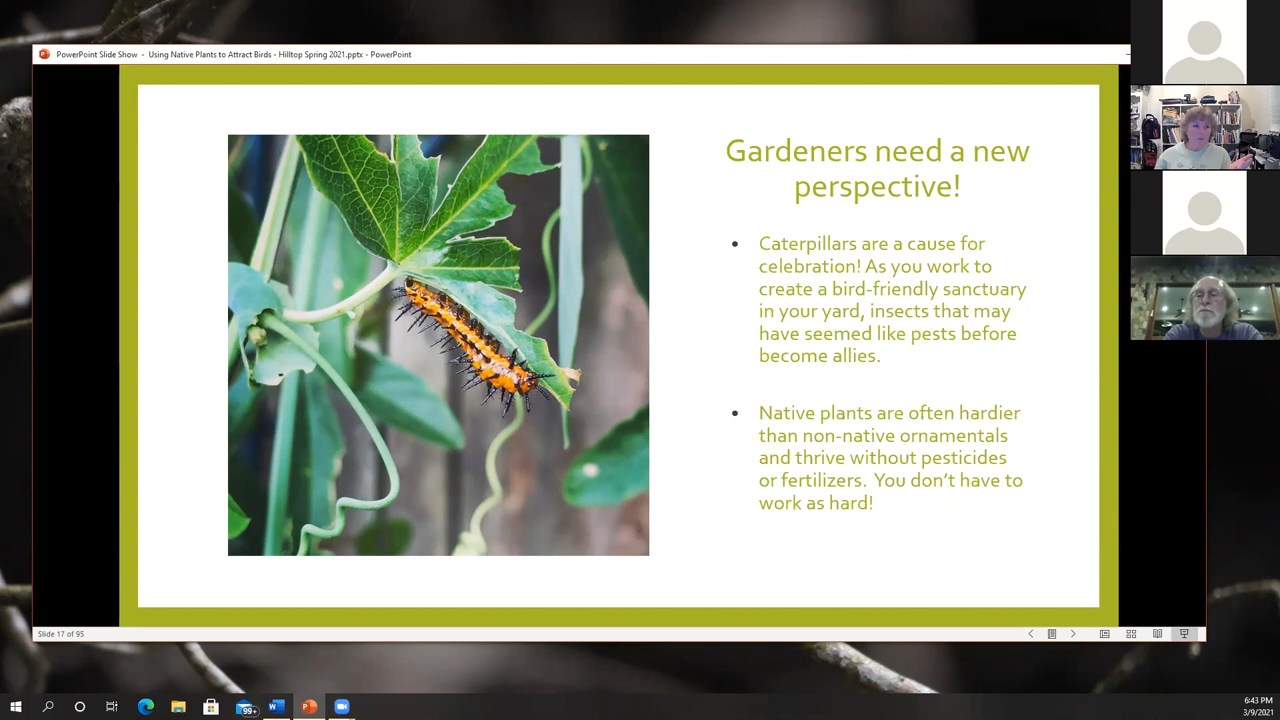 PowerPoint Slide Show - Using Native Plants to Attract Birds - Hilltop Spring 2021.pptx - PowerPoint
Gardeners need a new
perspective!
• Caterpillars are a cause for
celebration! As you work to
create a bird-friendly sanctuary
in your yard, insects that may
have seemed like pests before
become allies.
• Native plants are often hardier
than non-native ornamentals
and thrive without pesticides
or fertilizers. You don’t have to
work as hard!
Slide 17 of 95
99+
6:43 PM
3/9/2021